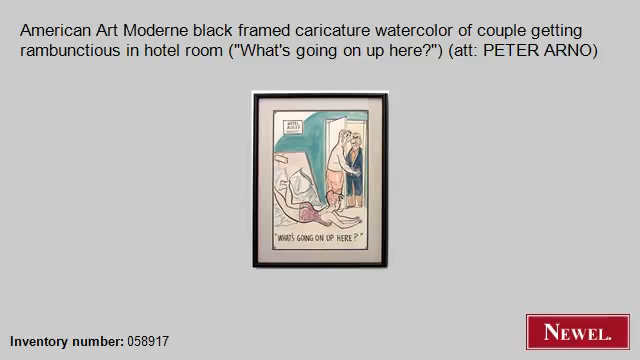 American Art Moderne black framed caricature watercolor of couple getting
rambunctious in hotel room ("What's going on up here?") (att: PETER ARNO)
HOTEL
"WHAT'S GOING ON UP HERE?"
Inventory number: 058917
NEWEL.